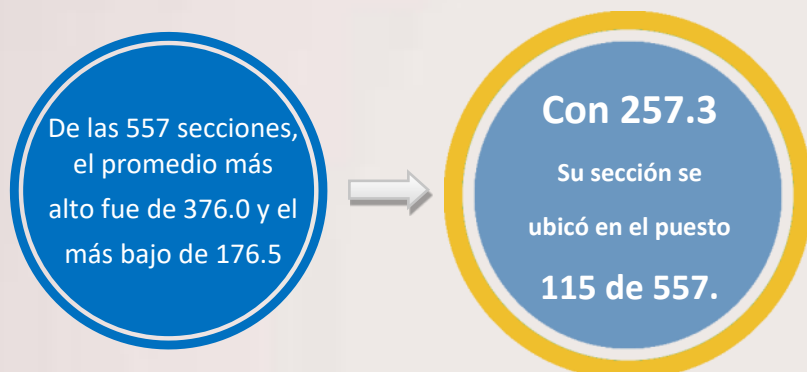 De las 557 secciones,
el promedio más
alto fue de 376.0 y el
más bajo de 176.5
Con 257.3
Su sección se
ubicó en el puesto
115 de 557.